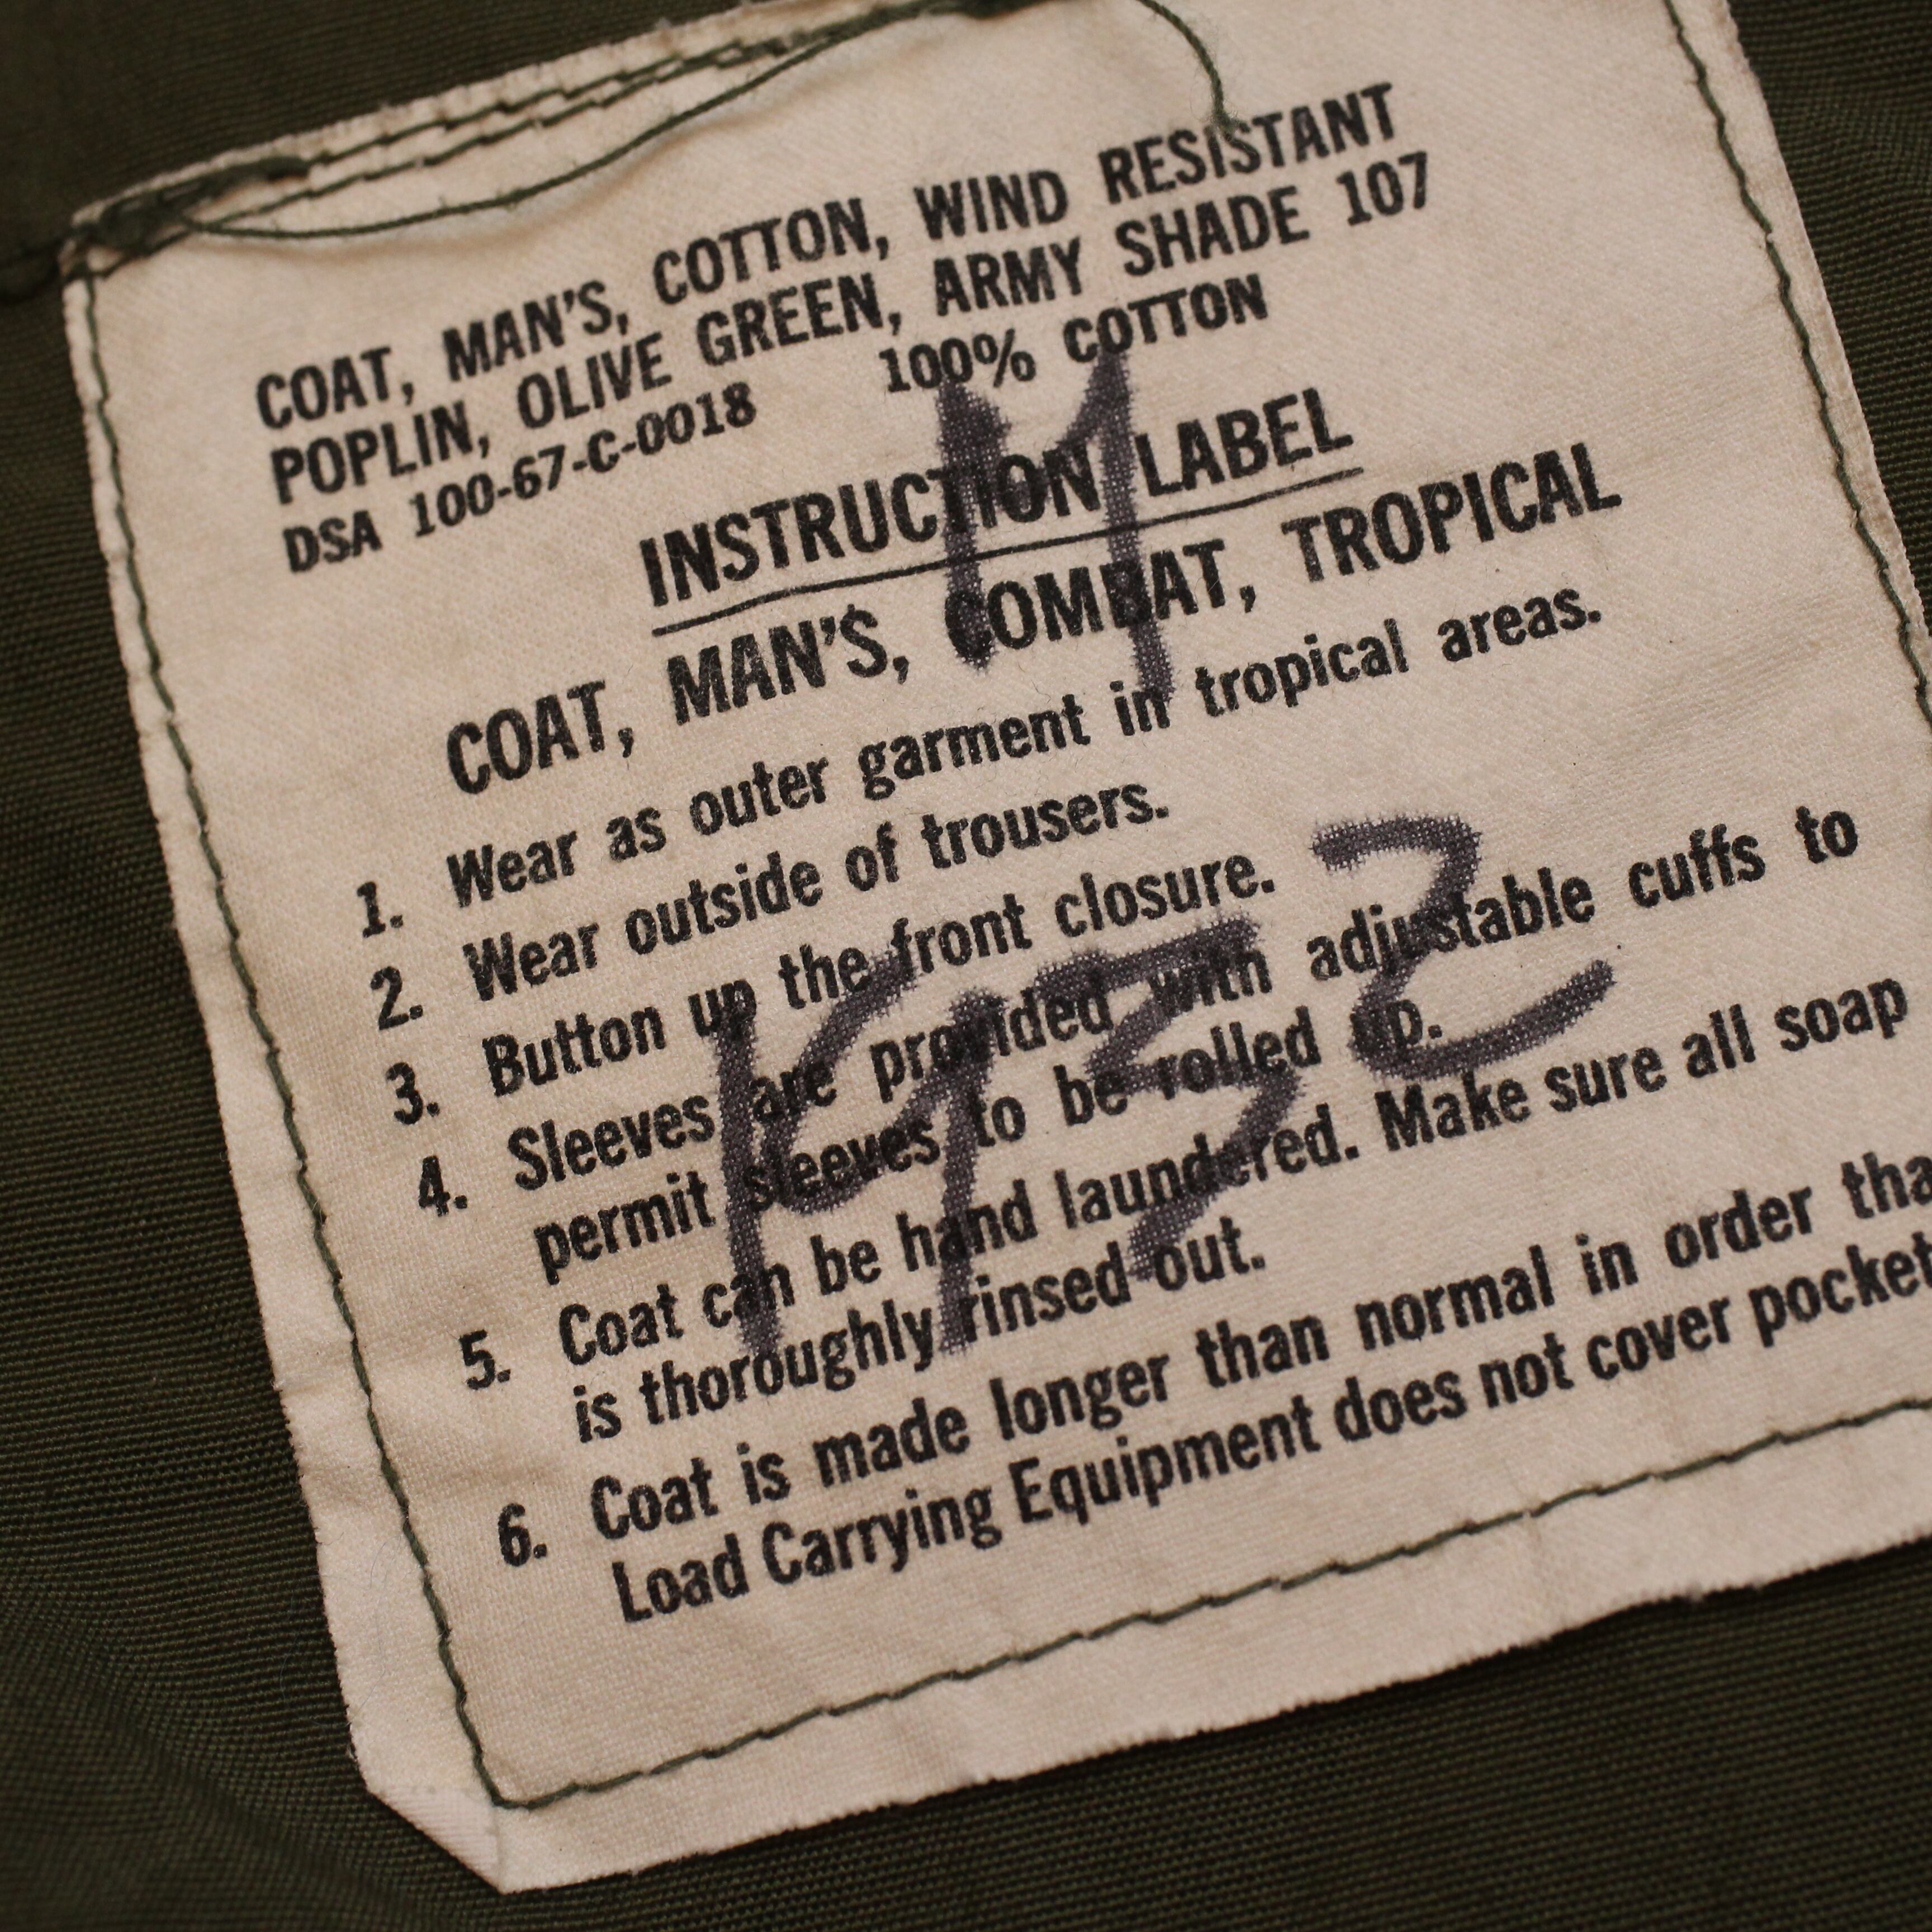 COAT, MAN'S, COTTON, WIND RESISTANT
POPLIN, OLIVE GREEN, ARMY SHADE 107
DSA 100-67-C-0018 100% COTTON
INSTRUCTION LABEL
COAT, MAN'S, COMBAT, TROPICAL
1. Wear as outer garment in tropical areas.
2. Wear outside of trousers.
3. Button up the front closure.
4. Sleeves are provided with adjustable cuffs to
permit sleeves to be rolled up.
5. Coat can be hand laundered. Make sure all soap
is thoroughly rinsed out.
6. Coat is made longer than normal in order tha
Load Carrying Equipment does not cover pocket
M